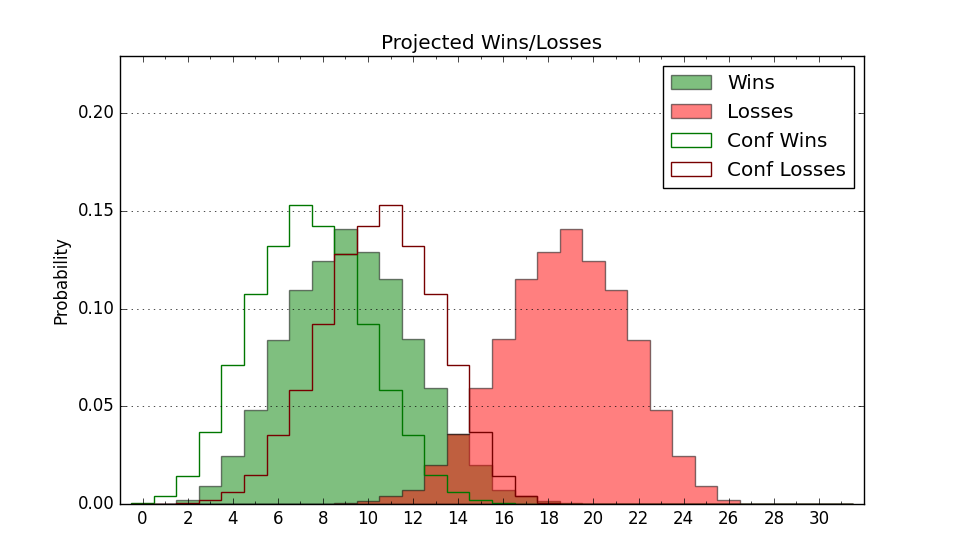 Projected Wins/Losses
Wins
Losses
Conf Wins
Conf Losses
Probability
0.20
0.15
0.10
0.05
0.00
0 2 4 6 8 10 12 14 16 18 20 22 24 26 28 30